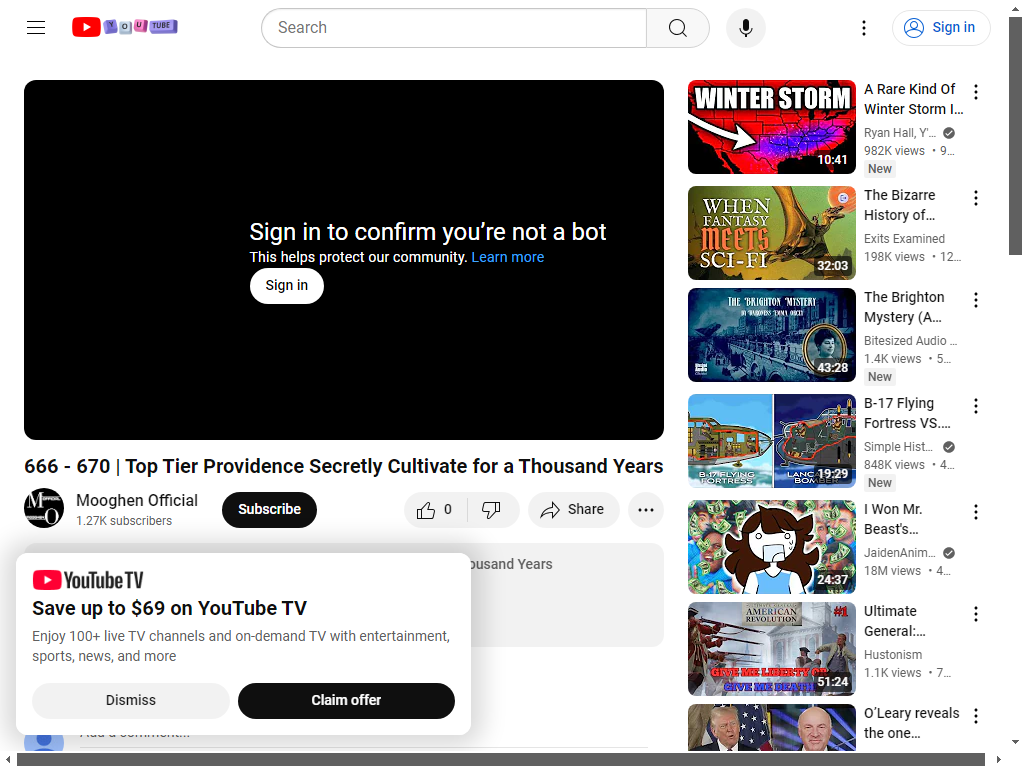 YOUTUBE
Search
Sign in
Sign in to confirm you’re not a bot
This helps protect our community. Learn more
Sign in
666 - 670 | Top Tier Providence Secretly Cultivate for a Thousand Years
Mooghen Official
1.27K subscribers
Subscribe
0
Share
ousand Years
YouTube TV
Save up to $69 on YouTube TV
Enjoy 100+ live TV channels and on-demand TV with entertainment,
sports, news, and more
Dismiss
Claim offer
Add a comment...
WINTER STORM
10:41
A Rare Kind Of
Winter Storm I...
Ryan Hall, Y'...
982K views • 9...
New
WHEN
FANTASY
MEETS
SCI-FI
32:03
The Bizarre
History of...
Exits Examined
198K views • 12...
THE BRIGHTON MYSTERY
BY BARONESS EMMA ORCZY
43:28
The Brighton
Mystery (A...
Bitesized Audio ...
1.4K views • 5...
New
B-17 FLYING
FORTRESS
LANCA
BOMBER
19:29
B-17 Flying
Fortress VS....
Simple Hist...
848K views • 4...
New
24:37
I Won Mr.
Beast's...
JaidenAnim...
18M views • 4...
AMERICAN
REVOLUTION
#1
GIVE ME LIBERTY OR
GIVE ME DEATH
51:24
Ultimate
General:...
Hustonism
1.1K views • 7...
O’Leary reveals
the one...